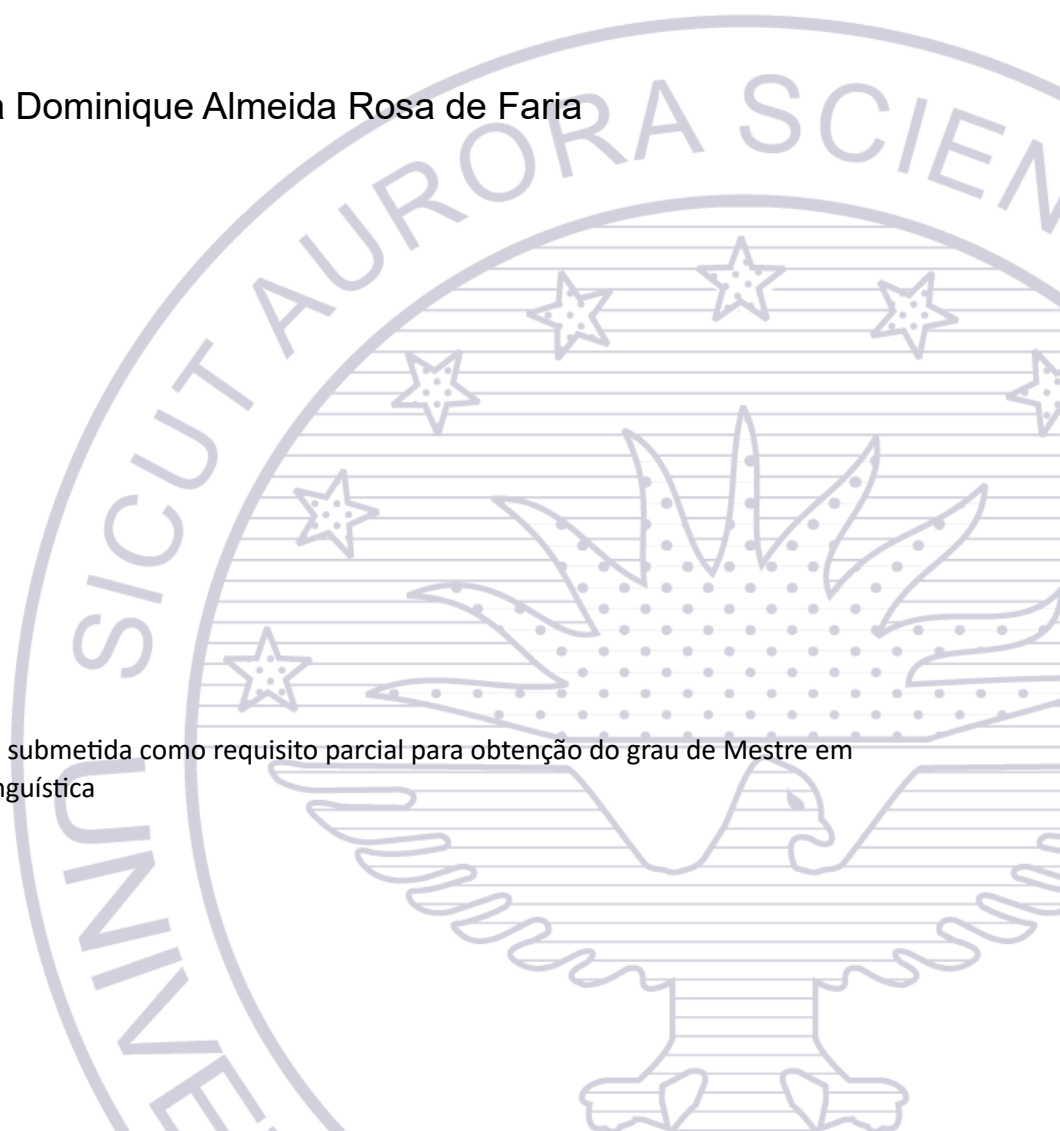 a Dominique Almeida Rosa de Faria
SICUT AURORA SCIEN
submetida como requisito parcial para obtenção do grau de Mestre em
nguística
UNIVE